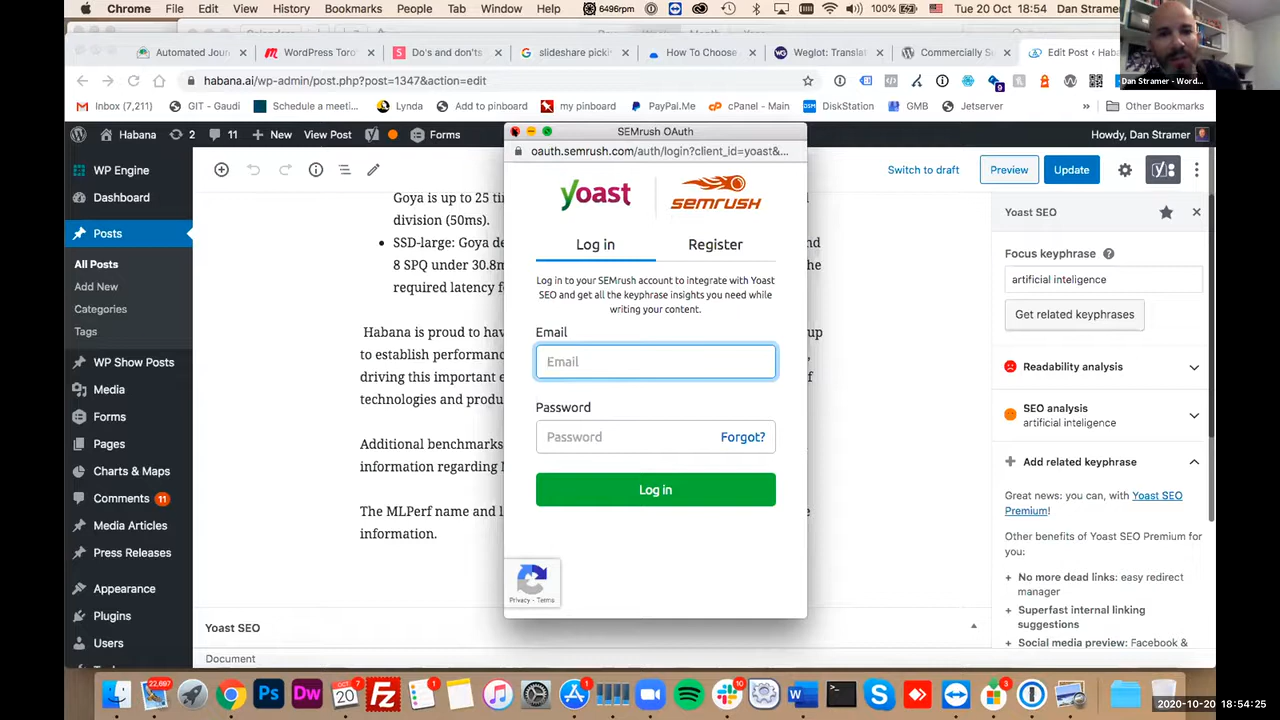 Chrome File Edit View History Bookmarks People Tab Window Help 6496rpm 100% Tue 20 Oct 18:54 Dan Stramer
Automated Jour WordPress Toro Do's and don'ts slideshare picki How To Choose Weglot: Transla Commercially S Edit Post ‹ Haba
Dan Stramer - Word...
habana.ai/wp-admin/post.php?post=1347&action=edit
Inbox (7,211) GIT - Gaudi Schedule a meeti... Lynda Add to pinboard my pinboard PayPal.Me cPanel - Main DiskStation GMB Jetserver » Other Bookmarks
Habana 2 11 + New View Post Forms Howdy, Dan Stramer
SEMrush OAuth
oauth.semrush.com/auth/login?client_id=yoast&...
WP Engine
Dashboard
Posts
All Posts
Add New
Categories
Tags
WP Show Posts
Media
Forms
Pages
Charts & Maps
Comments 11
Media Articles
Press Releases
Appearance
Plugins
Users
Switch to draft Preview Update
Goya is up to 25 ti
division (50ms).
SSD-large: Goya de
8 SPQ under 30.8m
required latency f
Habana is proud to hav
to establish performanc
driving this important e
technologies and produ
Additional benchmarks
information regarding
The MLPerf name and l
information.
yoast semrush
Log in Register
Log in to your SEMrush account to integrate with Yoast
SEO and get all the keyphrase insights you need while
writing your content.
Email
Email
Password
Password Forgot?
Log in
Privacy - Terms
Yoast SEO
Focus keyphrase
artificial inteligence
Get related keyphrases
Readability analysis
SEO analysis
artificial inteligence
Add related keyphrase
Great news: you can, with Yoast SEO
Premium!
Other benefits of Yoast SEO Premium for
you:
+ No more dead links: easy redirect
manager
+ Superfast internal linking
suggestions
+ Social media preview: Facebook &
Yoast SEO
Document
22,697 20 1 1 10 3
2020-10-20 18:54:25